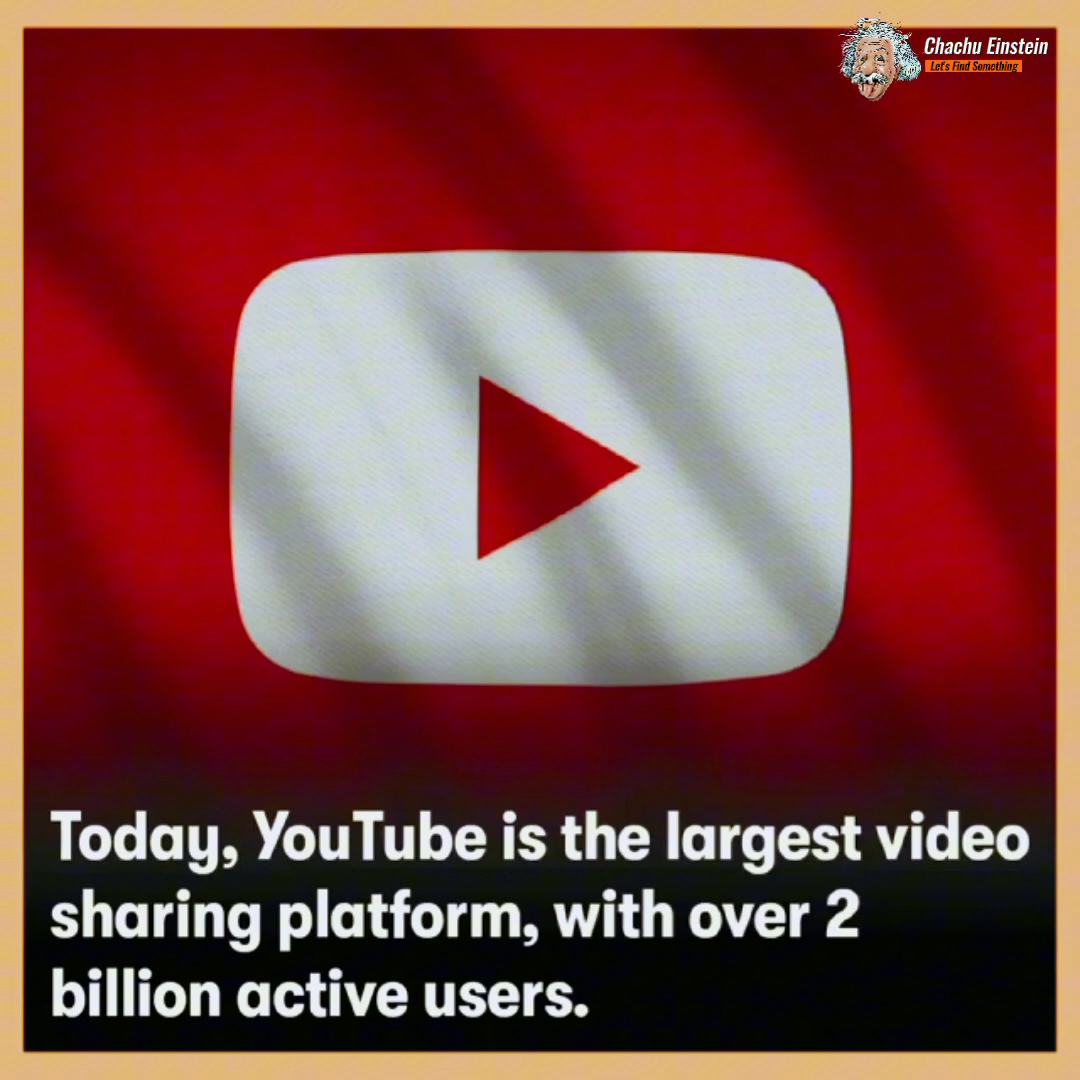 Chachu Einstein
Let's Find Something
Today, YouTube is the largest video
sharing platform, with over 2
billion active users.